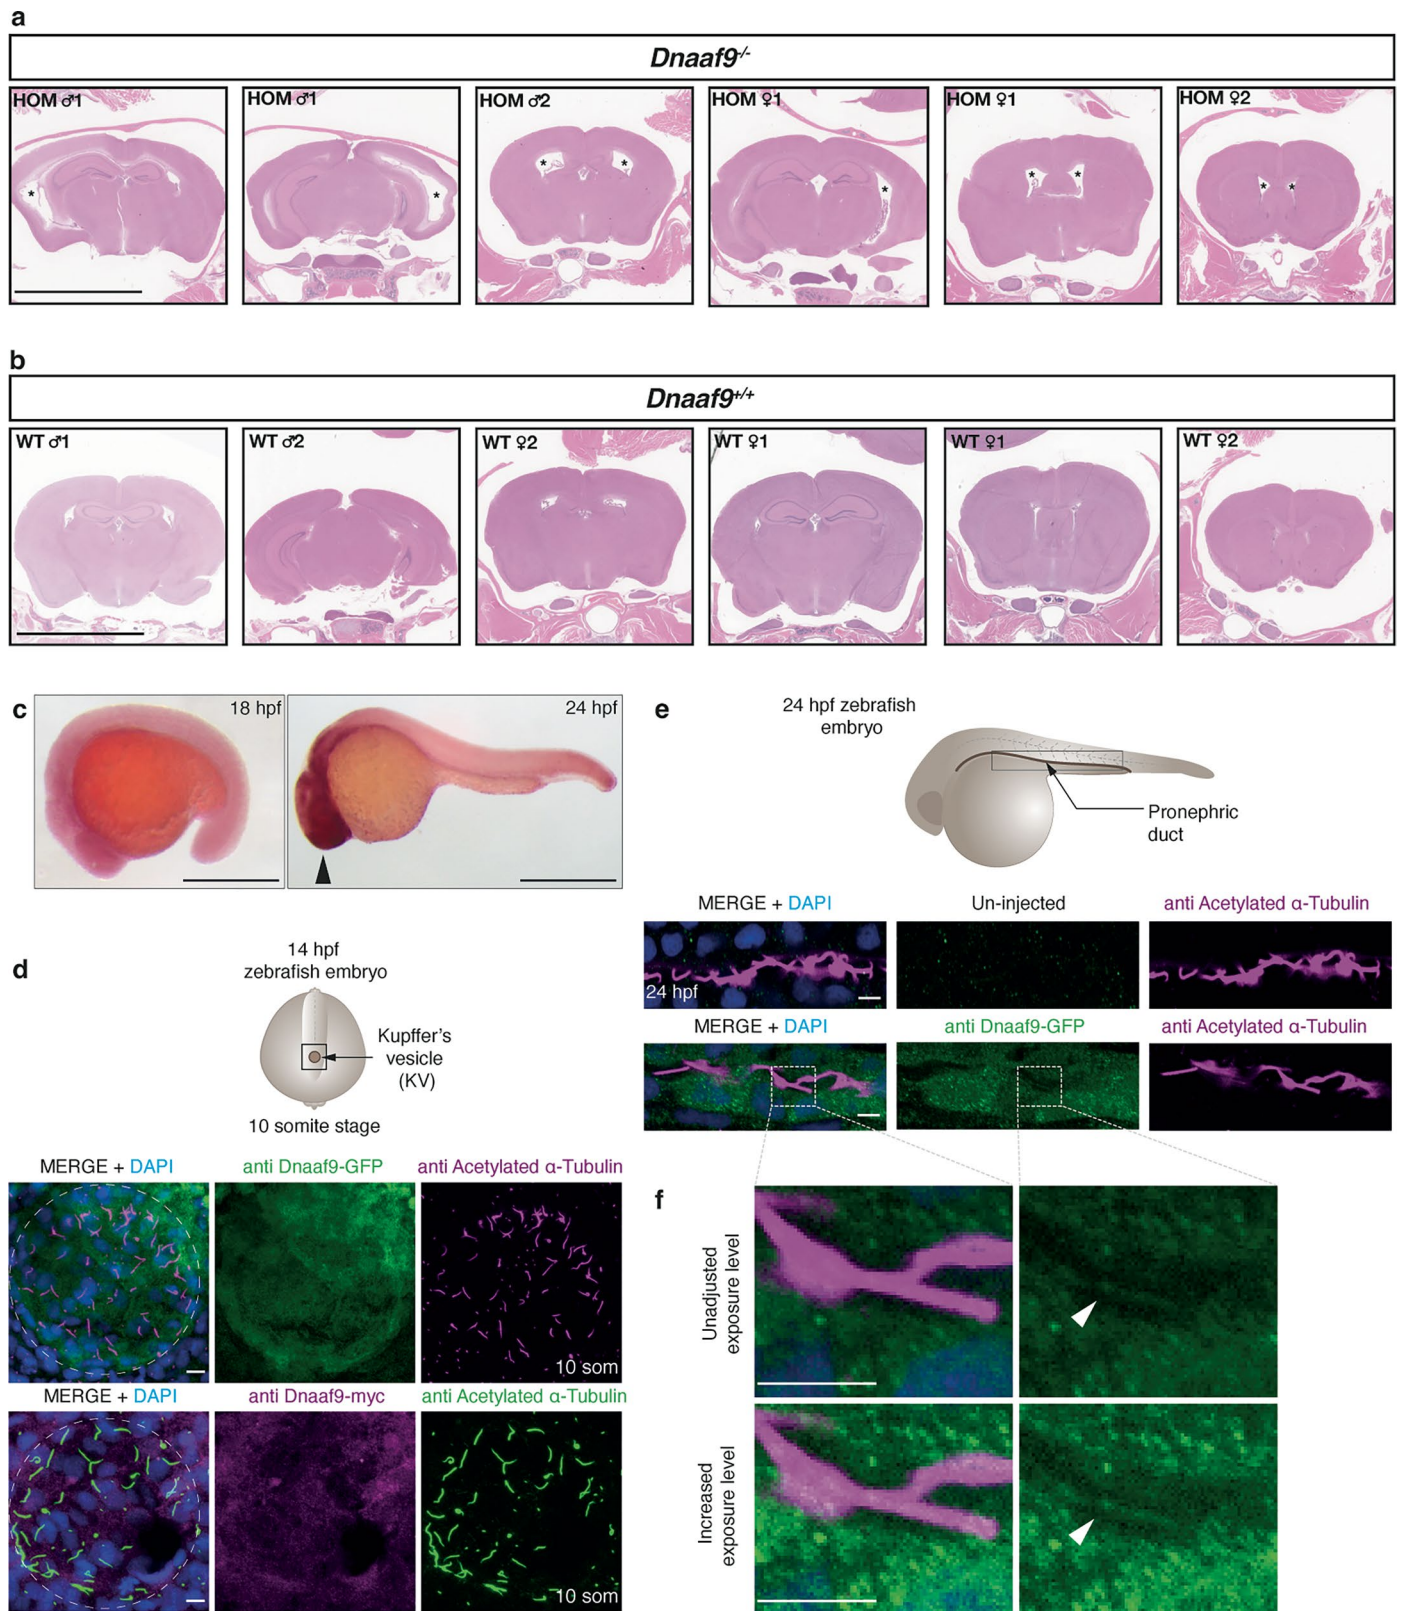 a
Dnaaf9-/-
HOM ♂1
HOM ♂1
HOM ♂2
HOM ♀1
HOM ♀1
HOM ♀2
* * * * * * * * *
b
Dnaaf9+/+
WT ♂1
WT ♂2
WT ♀2
WT ♀1
WT ♀1
WT ♀2
c
18 hpf
24 hpf
d
14 hpf
zebrafish embryo
Kupffer's
vesicle
(KV)
10 somite stage
MERGE + DAPI
anti Dnaaf9-GFP
anti Acetylated α-Tubulin
10 som
MERGE + DAPI
anti Dnaaf9-myc
anti Acetylated α-Tubulin
10 som
e
24 hpf zebrafish
embryo
Pronephric
duct
MERGE + DAPI
Un-injected
anti Acetylated α-Tubulin
24 hpf
MERGE + DAPI
anti Dnaaf9-GFP
anti Acetylated α-Tubulin
f
Unadjusted
exposure level
Increased
exposure level